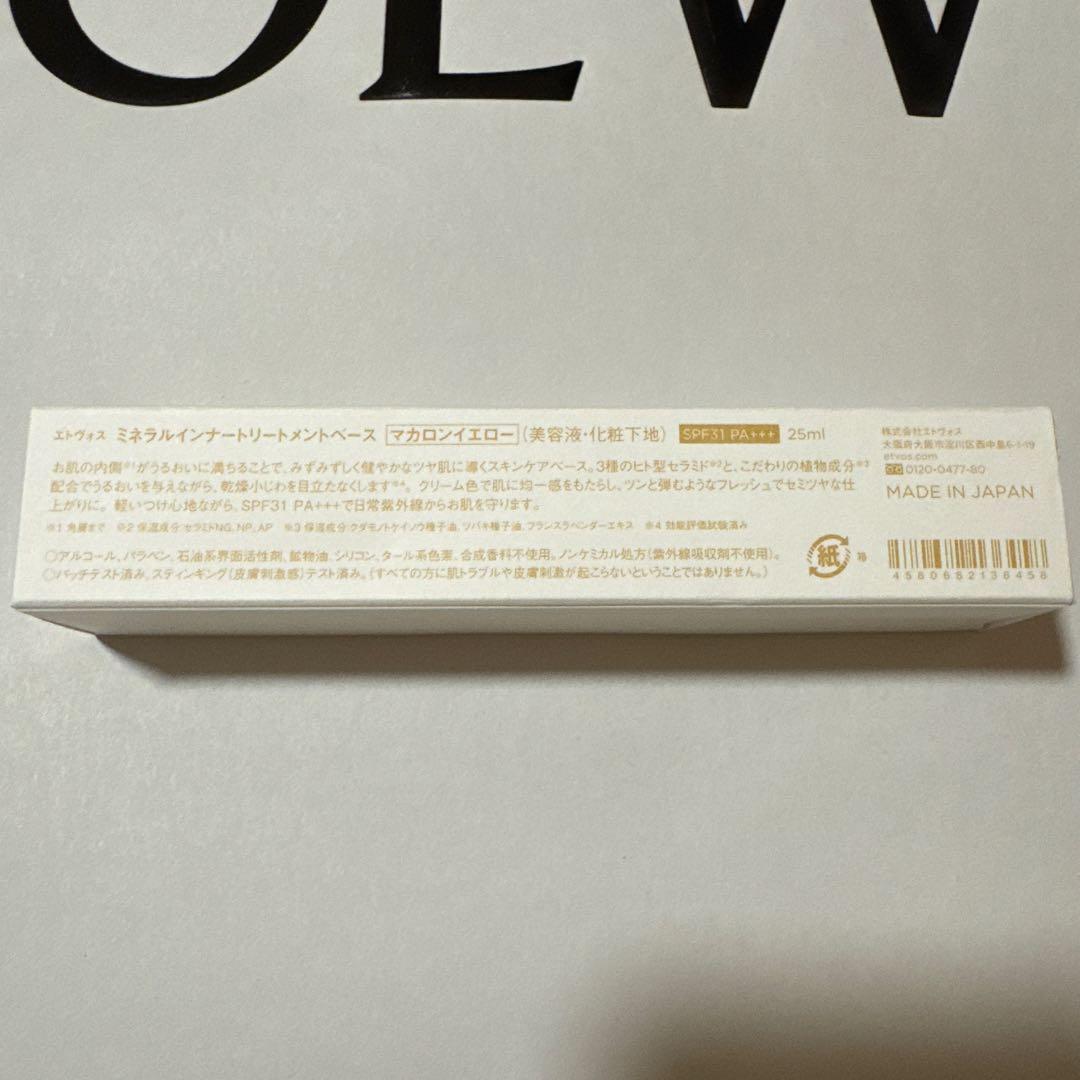 OEW
エトヴォス ミネラルインナートリートメントベース マカロンイエロー (美容液・化粧下地) SPF31 PA+++ 25ml
お肌の内側※1がうるおいに満ちることで、みずみずしく健やかなツヤ肌に導くスキンケアベース。3種のヒト型セラミド※2と、こだわりの植物成分※3
配合でうるおいを与えながら、乾燥小じわを目立たなくします※4。クリーム色で肌に均一感をもたらし、ツンと弾むようなフレッシュでセミツヤな仕
上がりに。軽いつけ心地ながら、SPF31 PA+++で日常紫外線からお肌を守ります。
※1 角層まで ※2 保湿成分:セラミドNG、NP、AP ※3 保湿成分:クダモノトケイソウ種子油、ツバキ種子油、フランスラベンダーエキス ※4 効能評価試験済み
○アルコール、パラベン、石油系界面活性剤、鉱物油、シリコン、タール系色素、合成香料不使用。ノンケミカル処方(紫外線吸収剤不使用)。
○パッチテスト済み、スティンギング(皮膚刺激感)テスト済み。(すべての方に肌トラブルや皮膚刺激が起こらないということではありません。)
紙 箱
株式会社エトヴォス
大阪府大阪市淀川区西中島6-1-19
etvos.com
0120-0477-80
MADE IN JAPAN
4580682136458